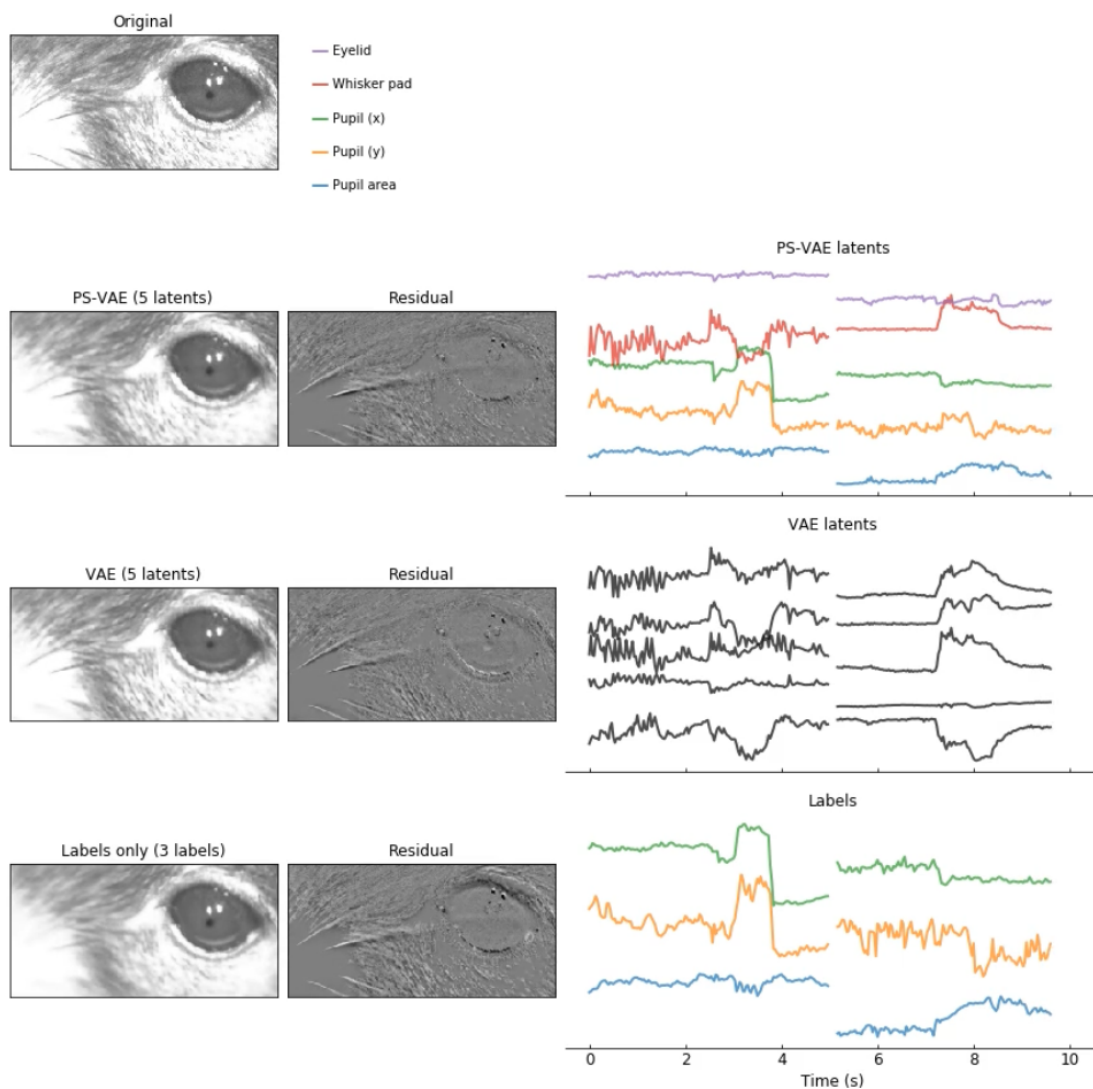 Original
Eyelid
Whisker pad
Pupil (x)
Pupil (y)
Pupil area
PS-VAE latents
PS-VAE (5 latents)
Residual
VAE latents
VAE (5 latents)
Residual
Labels
Labels only (3 labels)
Residual
0 2 4 6 8 10
Time (s)